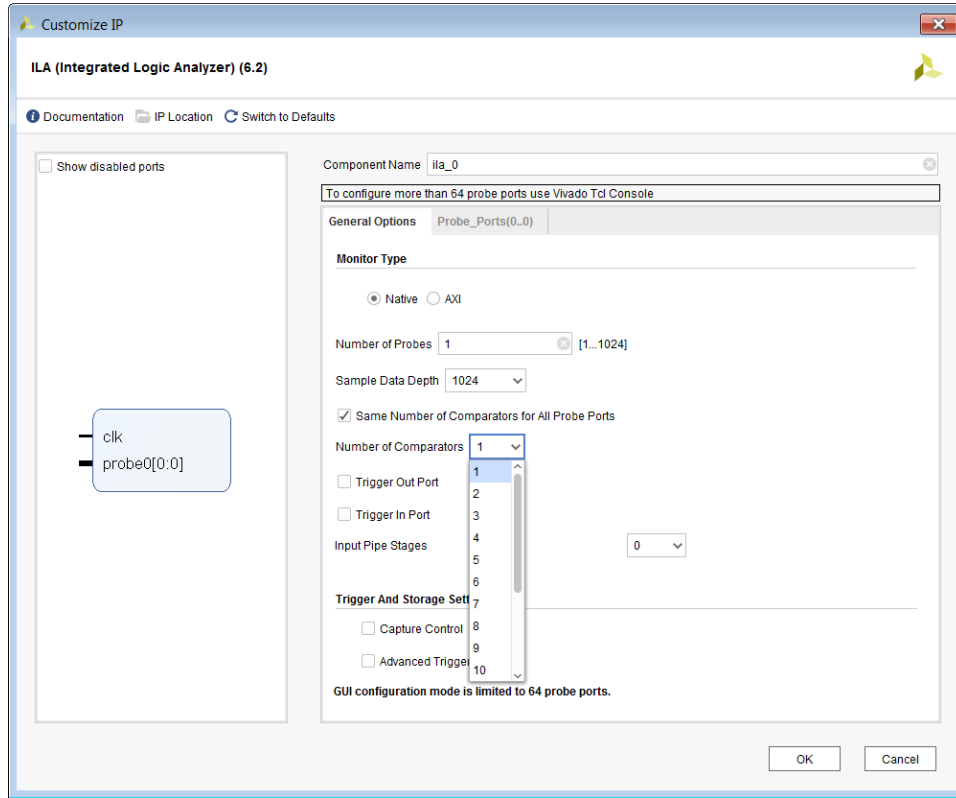 Customize IP
ILA (Integrated Logic Analyzer) (6.2)
Documentation IP Location Switch to Defaults
Show disabled ports
clk
probe0[0:0]
Component Name ila_0
To configure more than 64 probe ports use Vivado Tcl Console
General Options Probe_Ports(0..0)
Monitor Type
Native AXI
Number of Probes 1 [1...1024]
Sample Data Depth 1024
Same Number of Comparators for All Probe Ports
Number of Comparators 1
1
Trigger Out Port
2
Trigger In Port
3
4
Input Pipe Stages 0
5
6
Trigger And Storage Sett
7
Capture Control
8
9
Advanced Trigger
10
GUI configuration mode is limited to 64 probe ports.
OK Cancel